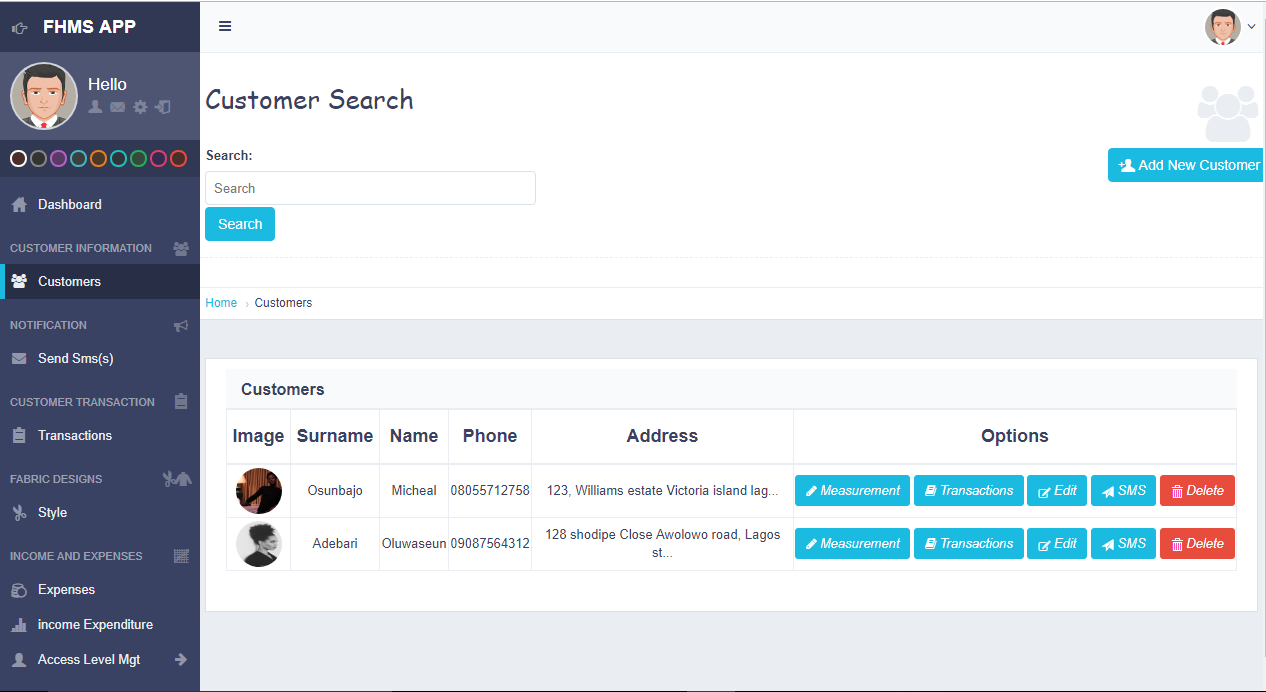 FHMS APP
Hello
Dashboard
CUSTOMER INFORMATION
Customers
NOTIFICATION
Send Sms(s)
CUSTOMER TRANSACTION
Transactions
FABRIC DESIGNS
Style
INCOME AND EXPENSES
Expenses
income Expenditure
Access Level Mgt
Customer Search
Search:
Search
Search
Add New Customer
Home › Customers
Customers
Image Surname Name Phone Address Options
Osunbajo Micheal 08055712758 123, Williams estate Victoria island lag... Measurement Transactions Edit SMS Delete
Adebari Oluwaseun 09087564312 128 shodipe Close Awolowo road, Lagos
st... Measurement Transactions Edit SMS Delete